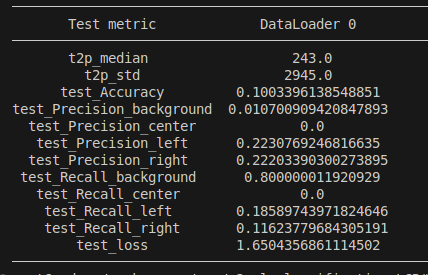 Test metric DataLoader 0
t2p_median 243.0
t2p_std 2945.0
test_Accuracy 0.1003396138548851
test_Precision_background 0.010700909420847893
test_Precision_center 0.0
test_Precision_left 0.2230769246816635
test_Precision_right 0.22203390300273895
test_Recall_background 0.800000011920929
test_Recall_center 0.0
test_Recall_left 0.18589743971824646
test_Recall_right 0.11623779684305191
test_loss 1.6504356861114502